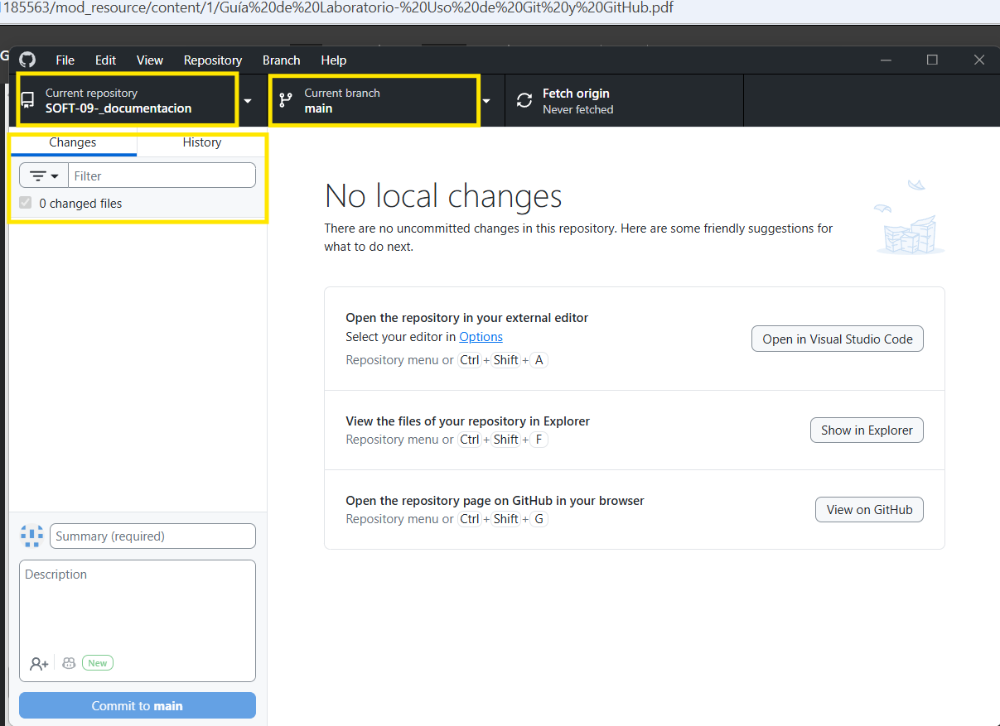 1185563/mod_resource/content/1/Guía%20de%20Laboratorio-%20Uso%20de%20Git%20y%20GitHub.pdf
G
File Edit View Repository Branch Help
Current repository
SOFT-09-_documentacion
Current branch
main
Fetch origin
Never fetched
Changes
History
Filter
0 changed files
No local changes
There are no uncommitted changes in this repository. Here are some friendly suggestions for
what to do next.
Open the repository in your external editor
Select your editor in Options
Repository menu or Ctrl + Shift + A
Open in Visual Studio Code
View the files of your repository in Explorer
Repository menu or Ctrl + Shift + F
Show in Explorer
Open the repository page on GitHub in your browser
Repository menu or Ctrl + Shift + G
View on GitHub
Summary (required)
Description
New
Commit to main